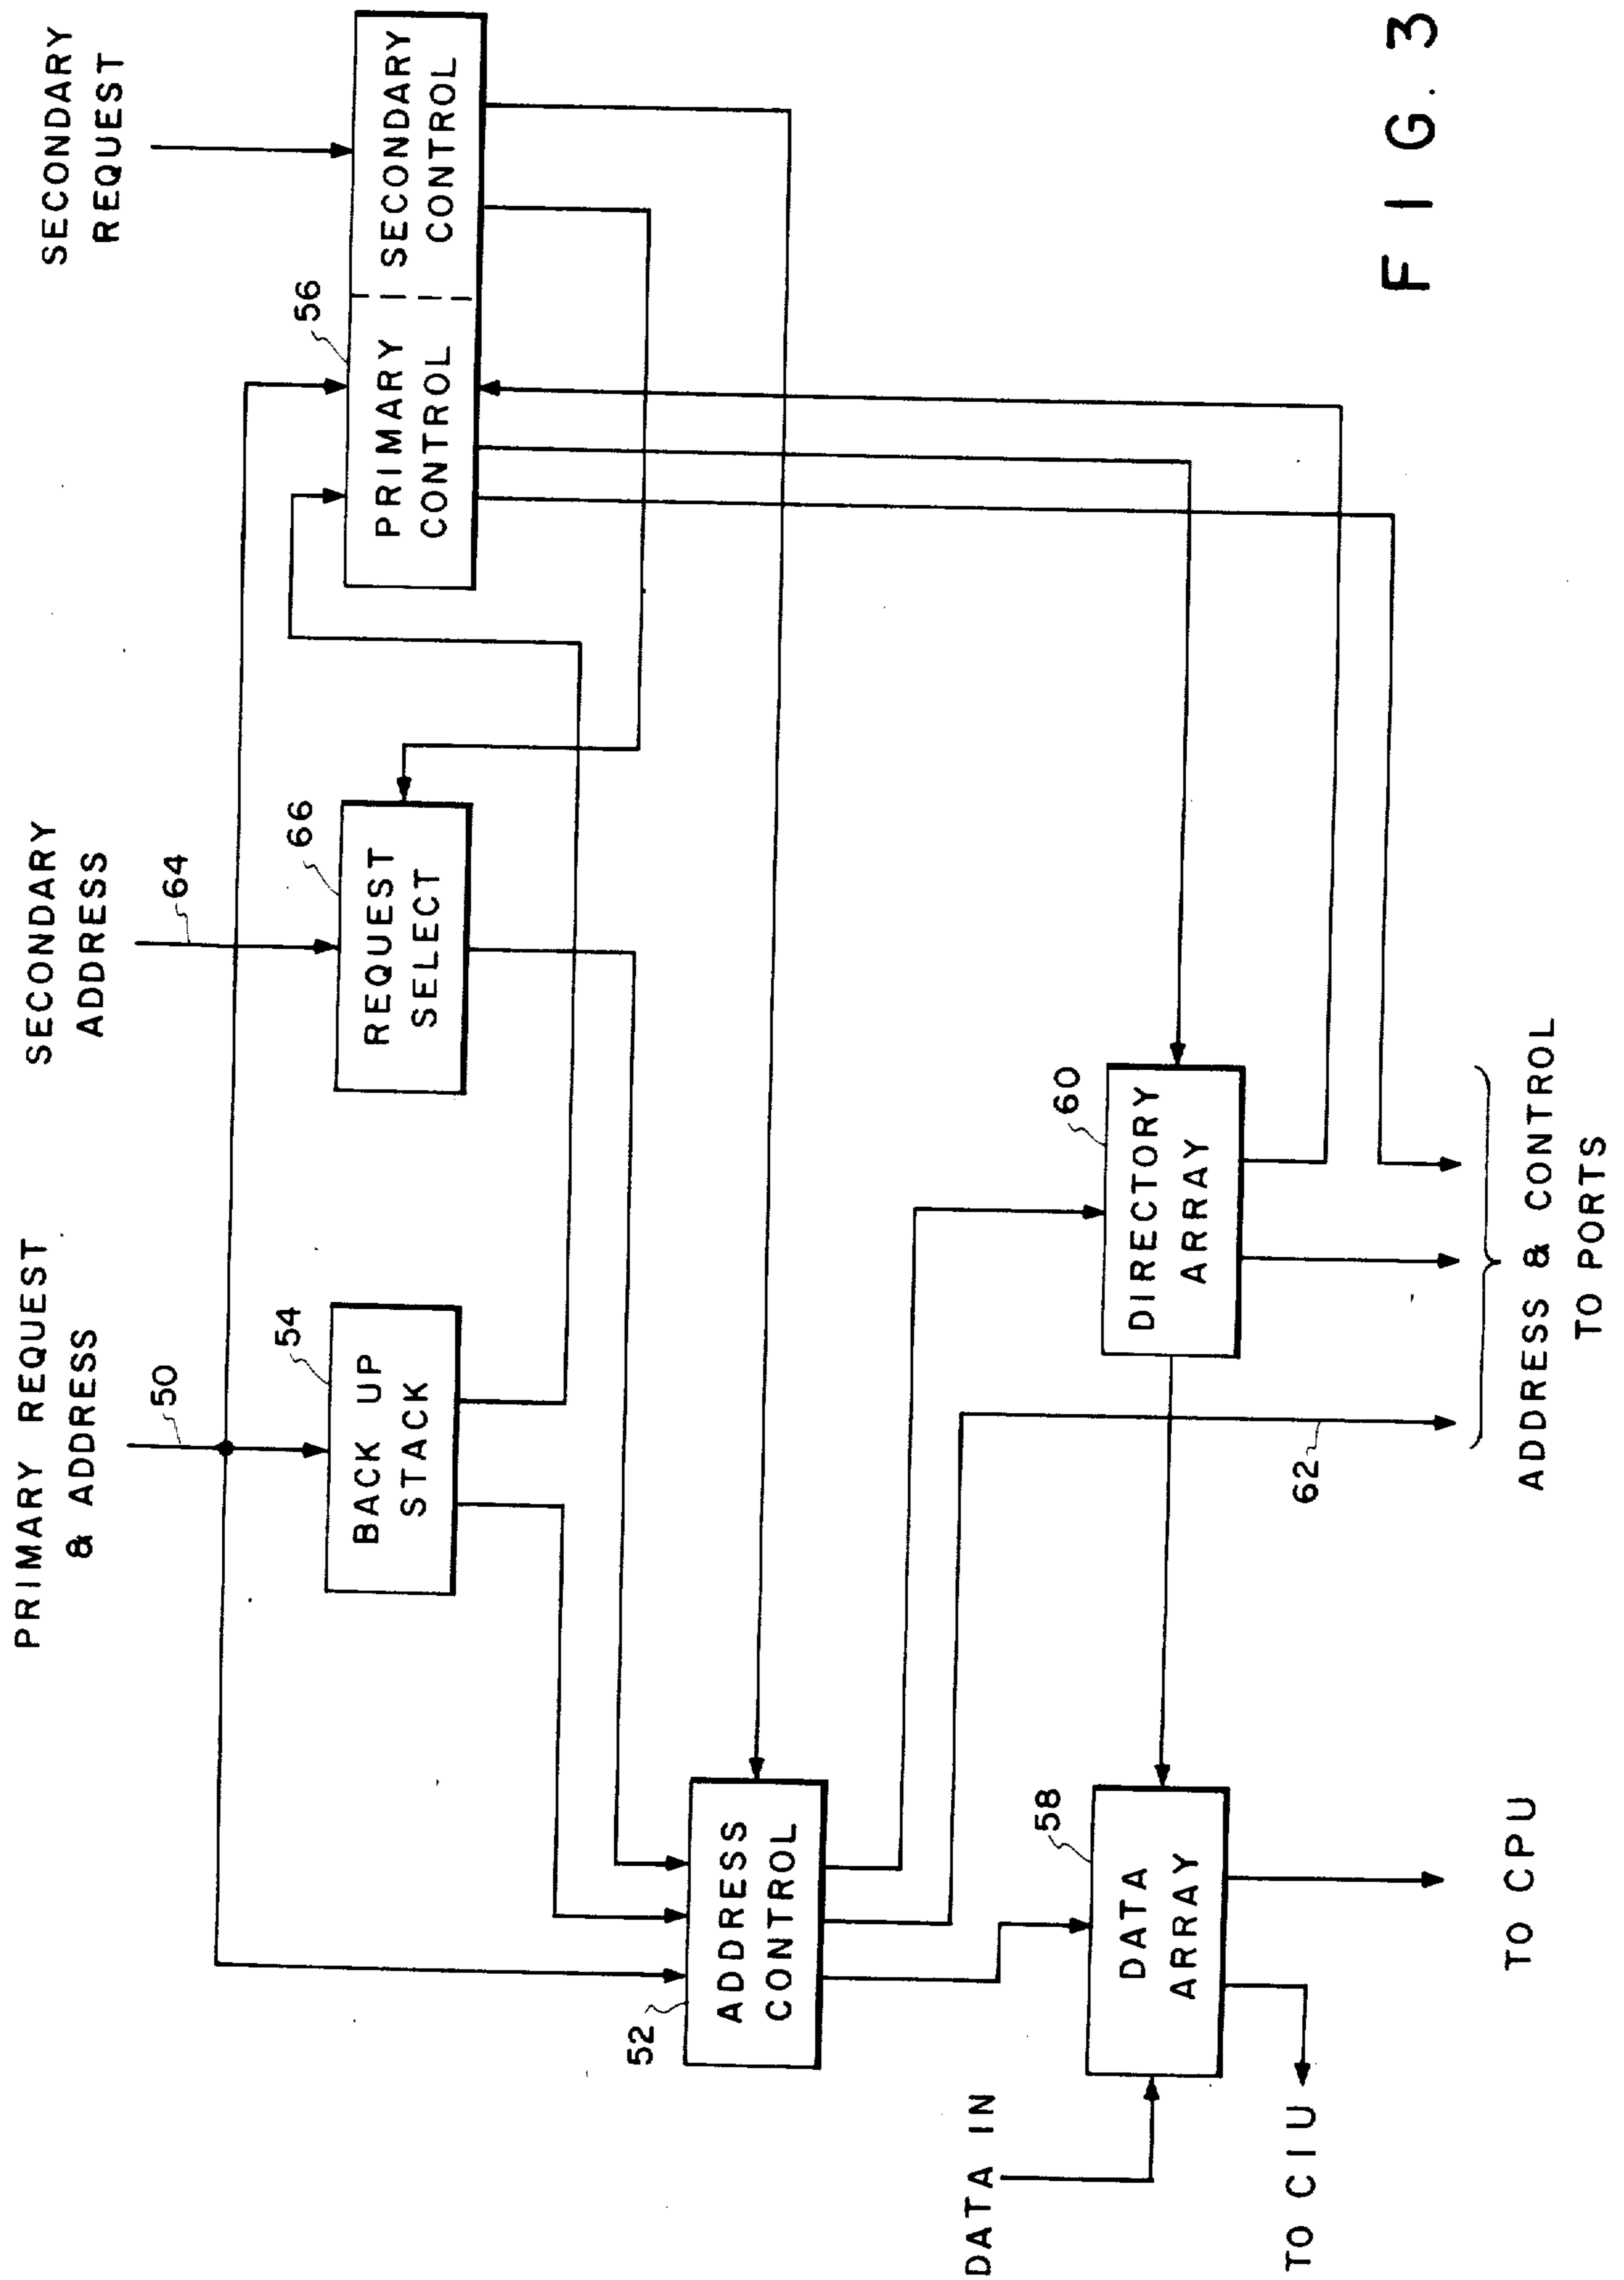 PRIMARY REQUEST
& ADDRESS
SECONDARY
ADDRESS
SECONDARY
REQUEST
50
64
54
66
56
BACK UP
STACK
REQUEST
SELECT
PRIMARY
CONTROL
SECONDARY
CONTROL
52
ADDRESS
CONTROL
DATA IN
58
DATA
ARRAY
60
DIRECTORY
ARRAY
62
TO CIU
TO CPU
ADDRESS & CONTROL
TO PORTS
FIG. 3